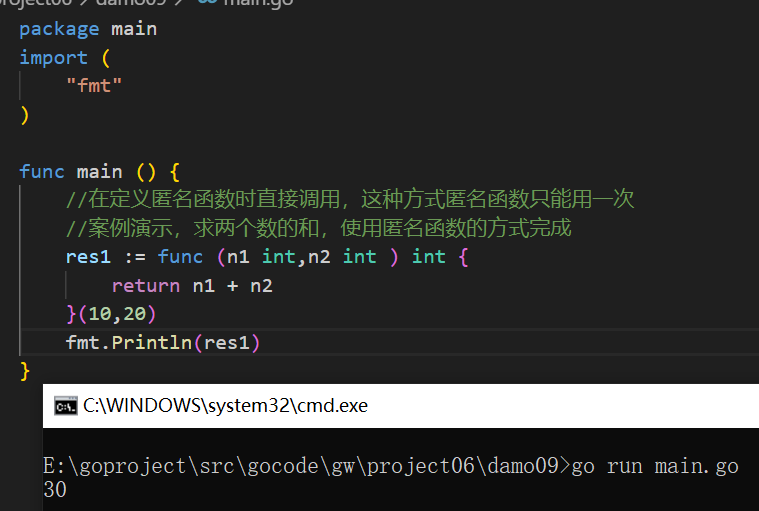 project06 > damo09 > main.go
package main
import (
    "fmt"
)
func main () {
    //在定义匿名函数时直接调用，这种方式匿名函数只能用一次
    //案例演示，求两个数的和，使用匿名函数的方式完成
    res1 := func (n1 int,n2 int ) int {
        return n1 + n2
    }(10,20)
    fmt.Println(res1)
}
C:\WINDOWS\system32\cmd.exe
E:\goproject\src\gocode\gw\project06\damo09>go run main.go
30